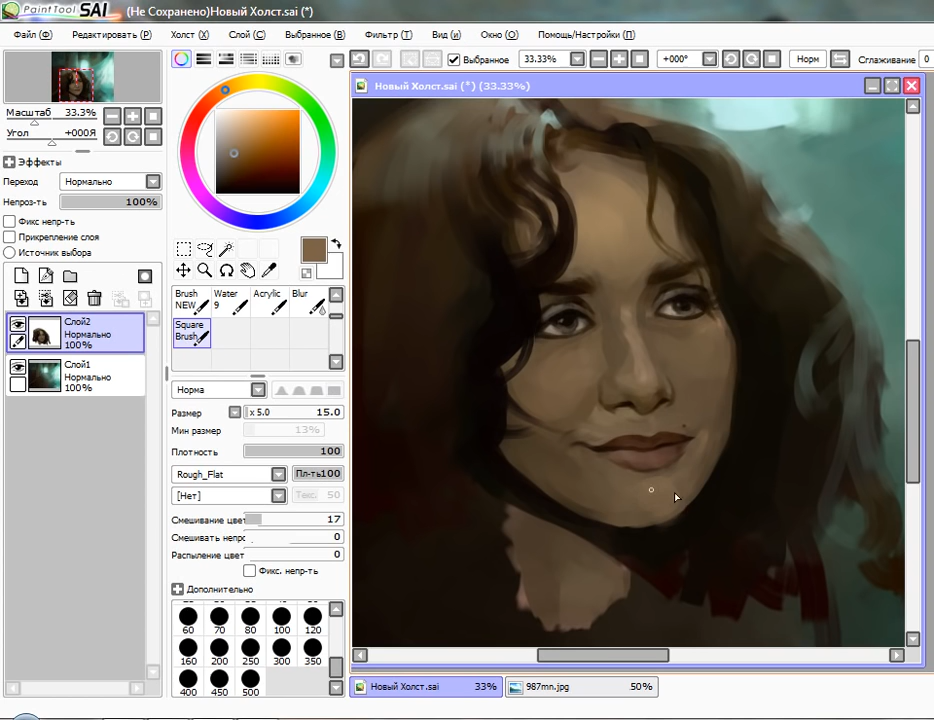 PaintTool SAI (Не Сохранено)Новый Холст.sai (*)
Файл (Ф) Редактировать (P) Холст (X) Слой (C) Выбранное (B) Фильтр (T) Вид (и) Окно (O) Помощь/Настройки (П)
Выбранное 33.33% +000° Норм Сглаживание 0
Новый Холст.sai (*) (33.33%)
Масштаб 33.3%
Угол +000Я
Эффекты
Переход Нормально
Непроз-ть 100%
Фикс непр-ть
Прикрепление слоя
Источник выбора
Слой2
Нормально
100%
Слой1
Нормально
100%
Brush NEW
Water 9
Acrylic
Blur
Square Brush
Норма
Размер x 5.0 15.0
Мин размер 13%
Плотность 100
Rough_Flat Пл-ть100
[Нет] Текс. 50
Смешивание цвет 17
Смешивать непрс 0
Распыление цвет 0
Фикс. непр-ть
Дополнительно
60 70 80 100 120
160 200 250 300 350
400 450 500
Новый Холст.sai 33% 987mn.jpg 50%